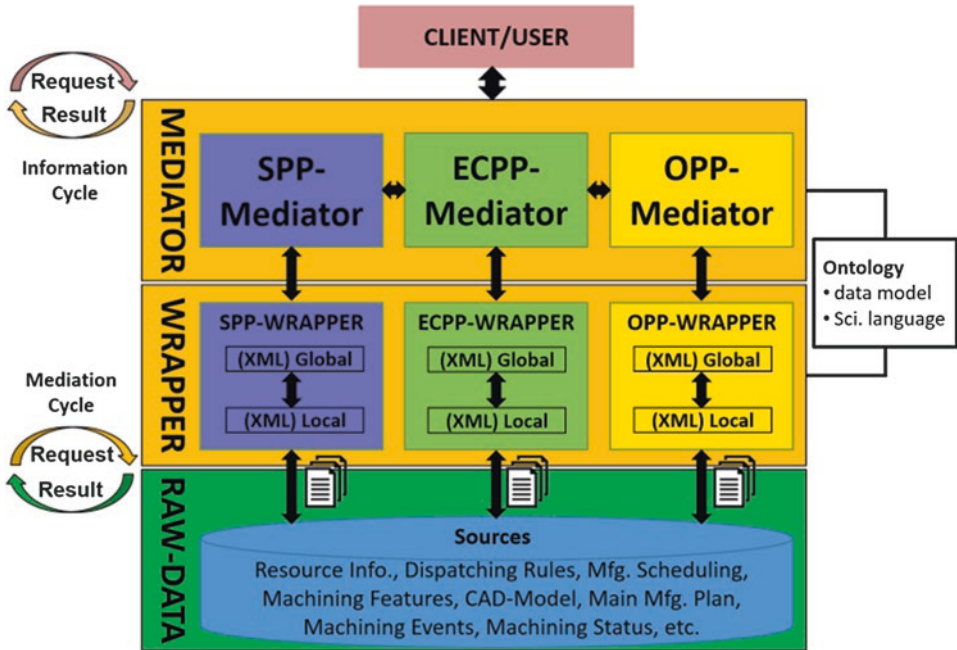 CLIENT/USER
Request
Result
Information
Cycle
MEDIATOR
SPP-
Mediator
ECPP-
Mediator
OPP-
Mediator
Ontology
• data model
• Sci. language
WRAPPER
SPP-WRAPPER
(XML) Global
(XML) Local
ECPP-WRAPPER
(XML) Global
(XML) Local
OPP-WRAPPER
(XML) Global
(XML) Local
Mediation
Cycle
Request
Result
RAW-DATA
Sources
Resource Info., Dispatching Rules, Mfg. Scheduling,
Machining Features, CAD-Model, Main Mfg. Plan,
Machining Events, Machining Status, etc.